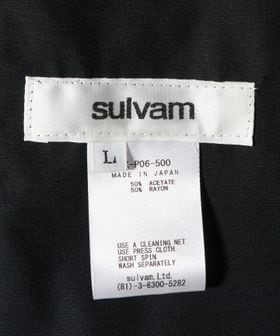 sulvam
L
-P06-500
MADE IN JAPAN
50% ACETATE
50% RAYON
USE A CLEANING NET
USE PRESS CLOTH
SHORT SPIN
WASH SEPARATELY.
sulvam.Ltd.
(81)-3-6300-5282